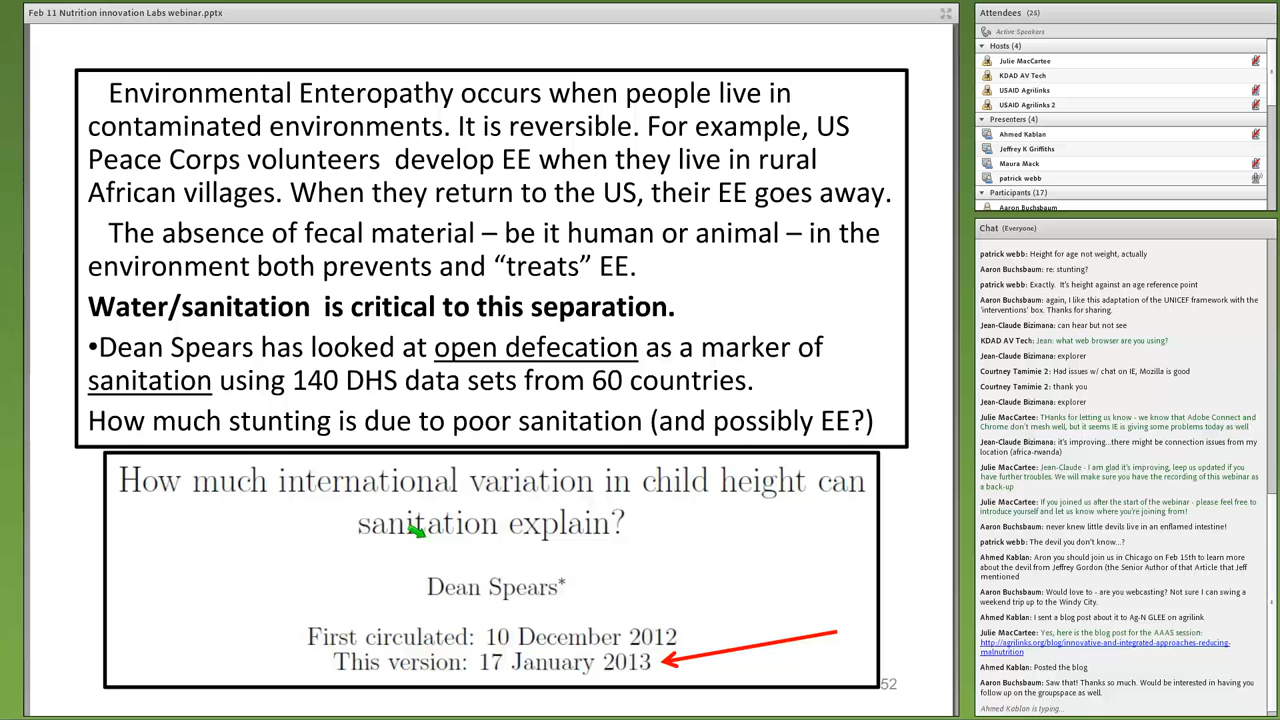 Feb 11 Nutrition innovation Labs webinar.pptx
Environmental Enteropathy occurs when people live in
contaminated environments. It is reversible. For example, US
Peace Corps volunteers develop EE when they live in rural
African villages. When they return to the US, their EE goes away.
The absence of fecal material – be it human or animal – in the
environment both prevents and “treats” EE.
Water/sanitation is critical to this separation.
•Dean Spears has looked at open defecation as a marker of
sanitation using 140 DHS data sets from 60 countries.
How much stunting is due to poor sanitation (and possibly EE?)
How much international variation in child height can
sanitation explain?
Dean Spears*
First circulated: 10 December 2012
This version: 17 January 2013
52
Attendees (25)
Active Speakers
Hosts (4)
Julie MacCartee
KDAD AV Tech
USAID Agrilinks
USAID Agrilinks 2
Presenters (4)
Ahmed Kablan
Jeffrey K Griffiths
Maura Mack
patrick webb
Participants (17)
Aaron Buchsbaum
Chat (Everyone)
patrick webb: Height for age not weight, actually
Aaron Buchsbaum: re: stunting?
patrick webb: Exactly. It's height against an age reference point
Aaron Buchsbaum: again, I like this adaptation of the UNICEF framework with the
'interventions' box. Thanks for sharing.
Jean-Claude Bizimana: can hear but not see
KDAD AV Tech: Jean: what web browser are you using?
Jean-Claude Bizimana: explorer
Courtney Tamimie 2: Had issues w/ chat on IE, Mozilla is good
Courtney Tamimie 2: thank you
Jean-Claude Bizimana: explorer
Julie MacCartee: THanks for letting us know - we know that Adobe Connect and
Chrome don't mesh well, but it seems IE is giving some problems today as well
Jean-Claude Bizimana: it's improving...there might be connection issues from my
location (africa-rwanda)
Julie MacCartee: Jean-Claude - I am glad it's improving, leep us updated if you
have further troubles. We will make sure you have the recording of this webinar as
a back-up
Julie MacCartee: If you joined us after the start of the webinar - please feel free to
introduce yourself and let us know where you're joining from!
Aaron Buchsbaum: never knew little devils live in an enflamed intestine!
patrick webb: The devil you don't know...?
Ahmed Kablan: Aron you should join us in Chicago on Feb 15th to learn more
about the devil from Jeffrey Gordon (the Senior Author of that Article that Jeff
mentioned
Aaron Buchsbaum: Would love to - are you webcasting? Not sure I can swing a
weekend trip up to the Windy City.
Ahmed Kablan: I sent a blog post about it to Ag-N GLEE on agrilink
Julie MacCartee: Yes, here is the blog post for the AAAS session:
http://agrilinks.org/blog/innovative-and-integrated-approaches-reducing-
malnutrition
Ahmed Kablan: Posted the blog
Aaron Buchsbaum: Saw that! Thanks so much. Would be interested in having you
follow up on the groupspace as well.
Ahmed Kablan is typing...